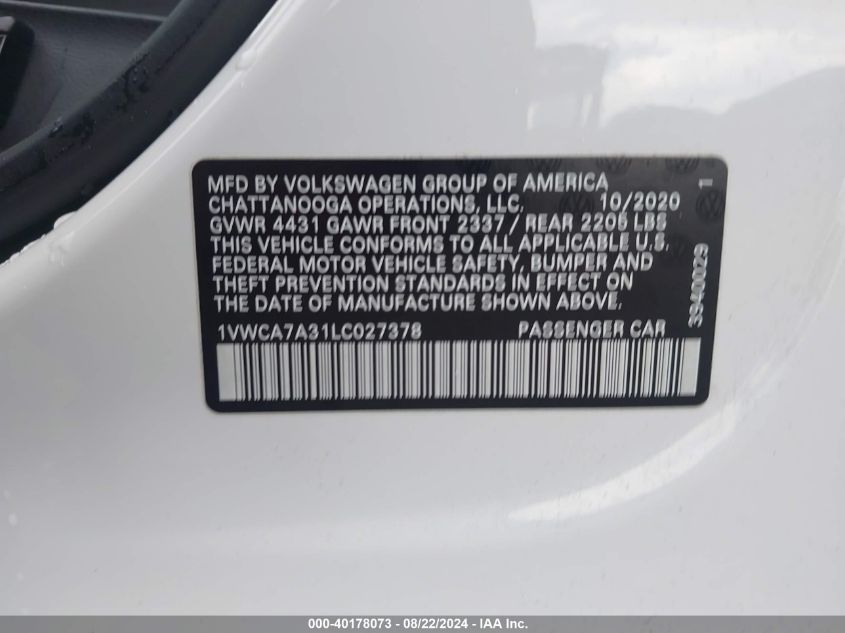 MFD BY VOLKSWAGEN GROUP OF AMERICA
CHATTANOOGA OPERATIONS, LLC. 10/2020
GVWR 4431 GAWR FRONT 2337 / REAR 2205 LBS
THIS VEHICLE CONFORMS TO ALL APPLICABLE U.S.
FEDERAL MOTOR VEHICLE SAFETY, BUMPER AND
THEFT PREVENTION STANDARDS IN EFFECT ON
THE DATE OF MANUFACTURE SHOWN ABOVE.
1VWCA7A31LC027378 PASSENGER CAR
3940029 1
000-40178073 - 08/22/2024 - IAA Inc.